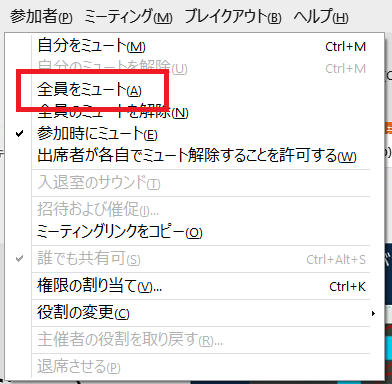 参加者(P) ミーティング(M) ブレイクアウト(B) ヘルプ(H)
自分をミュート(M) Ctrl+M
自分のミュートを解除(U) Ctrl+M
全員をミュート(A)
全員のミュートを解除(N)
✓ 参加時にミュート(E)
出席者が各自でミュート解除することを許可する(W)
入退室のサウンド(T)
招待および催促(I)...
ミーティングリンクをコピー(O)
✓ 誰でも共有可(S) Ctrl+Alt+S
権限の割り当て(V)... Ctrl+K
役割の変更(C)
主催者の役割を取り戻す(R)...
退席させる(P)